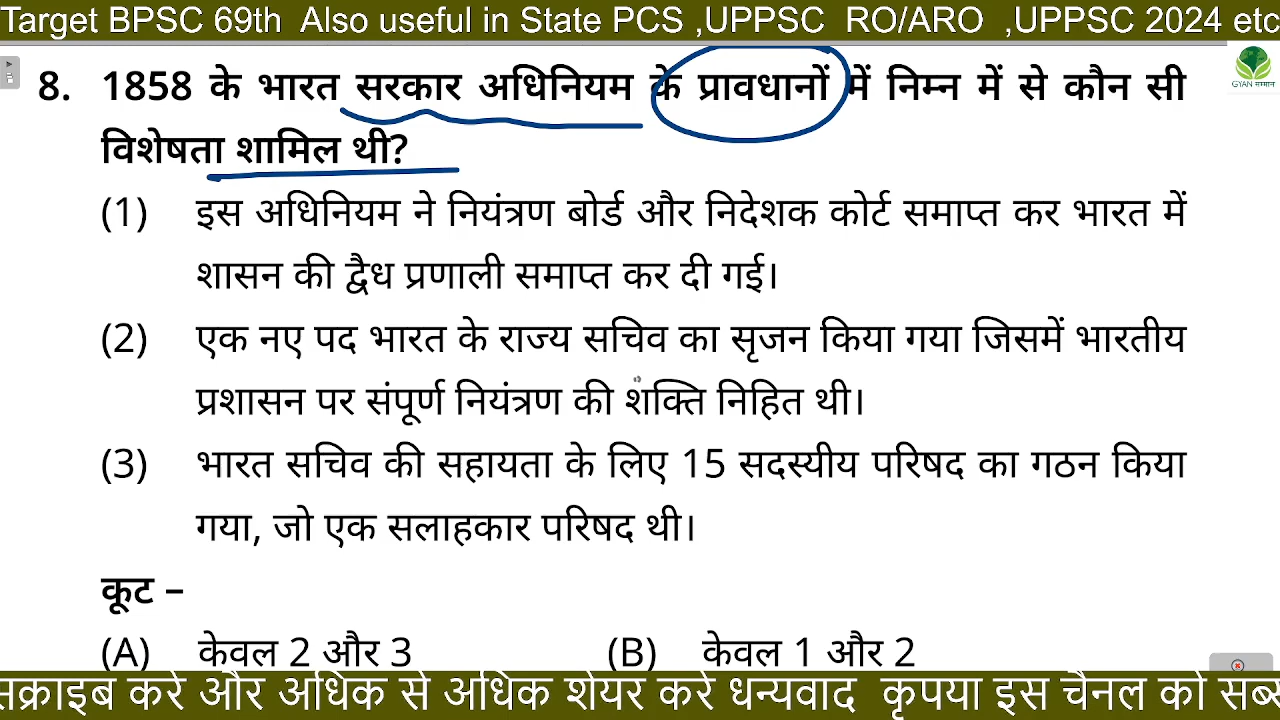 Target BPSC 69th Also useful in State PCS ,UPPSC RO/ARO ,UPPSC 2024 etc
GYAN सम्मान
8. 1858 के भारत सरकार अधिनियम के प्रावधानों में निम्न में से कौन सी
विशेषता शामिल थी?
(1) इस अधिनियम ने नियंत्रण बोर्ड और निदेशक कोर्ट समाप्त कर भारत में
शासन की द्वैध प्रणाली समाप्त कर दी गई।
(2) एक नए पद भारत के राज्य सचिव का सृजन किया गया जिसमें भारतीय
प्रशासन पर संपूर्ण नियंत्रण की शक्ति निहित थी।
(3) भारत सचिव की सहायता के लिए 15 सदस्यीय परिषद का गठन किया
गया, जो एक सलाहकार परिषद थी।
कूट –
(A) केवल 2 और 3 (B) केवल 1 और 2
सक्राइब करे और अधिक से अधिक शेयर करे धन्यवाद कृपया इस चैनल को सब्स